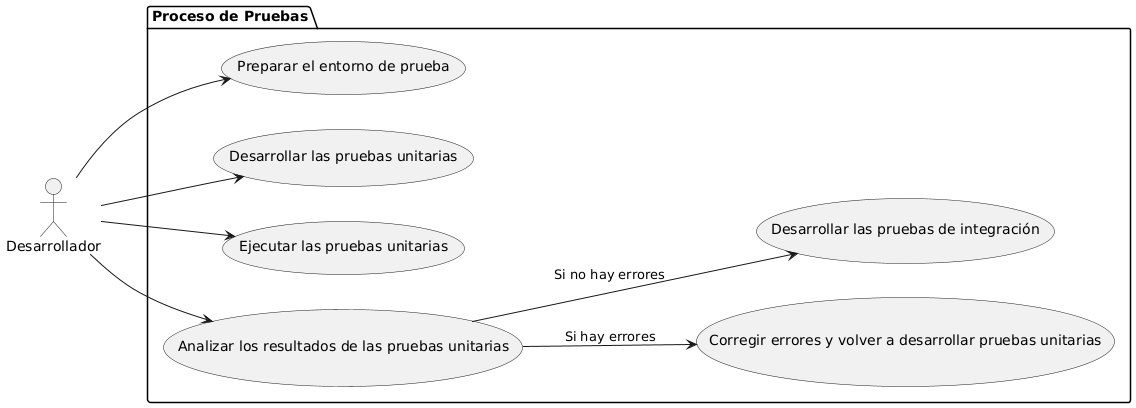 Proceso de Pruebas
Preparar el entorno de prueba
Desarrollar las pruebas unitarias
Desarrollador
Ejecutar las pruebas unitarias
Desarrollar las pruebas de integración
Si no hay errores
Analizar los resultados de las pruebas unitarias
Si hay errores
Corregir errores y volver a desarrollar pruebas unitarias